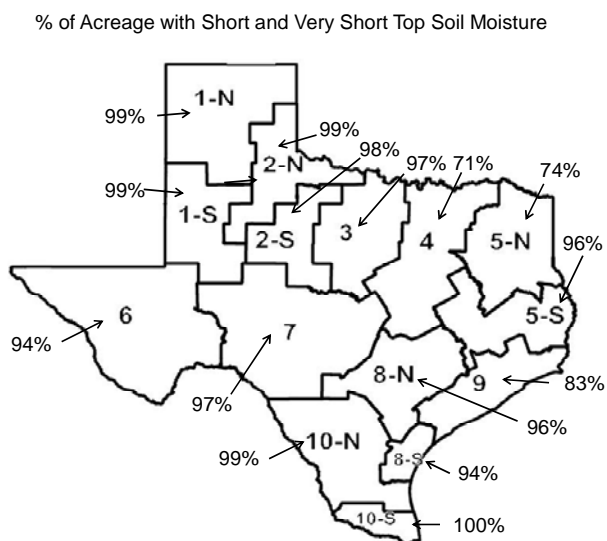 % of Acreage with Short and Very Short Top Soil Moisture
1-N
99%
99%
2-N
98%
97%
71%
74%
99%
1-S
2-S
3
4
5-N
96%
5-S
6
94%
7
97%
8-N
96%
9
83%
10-N
99%
8-S
94%
10-S
100%